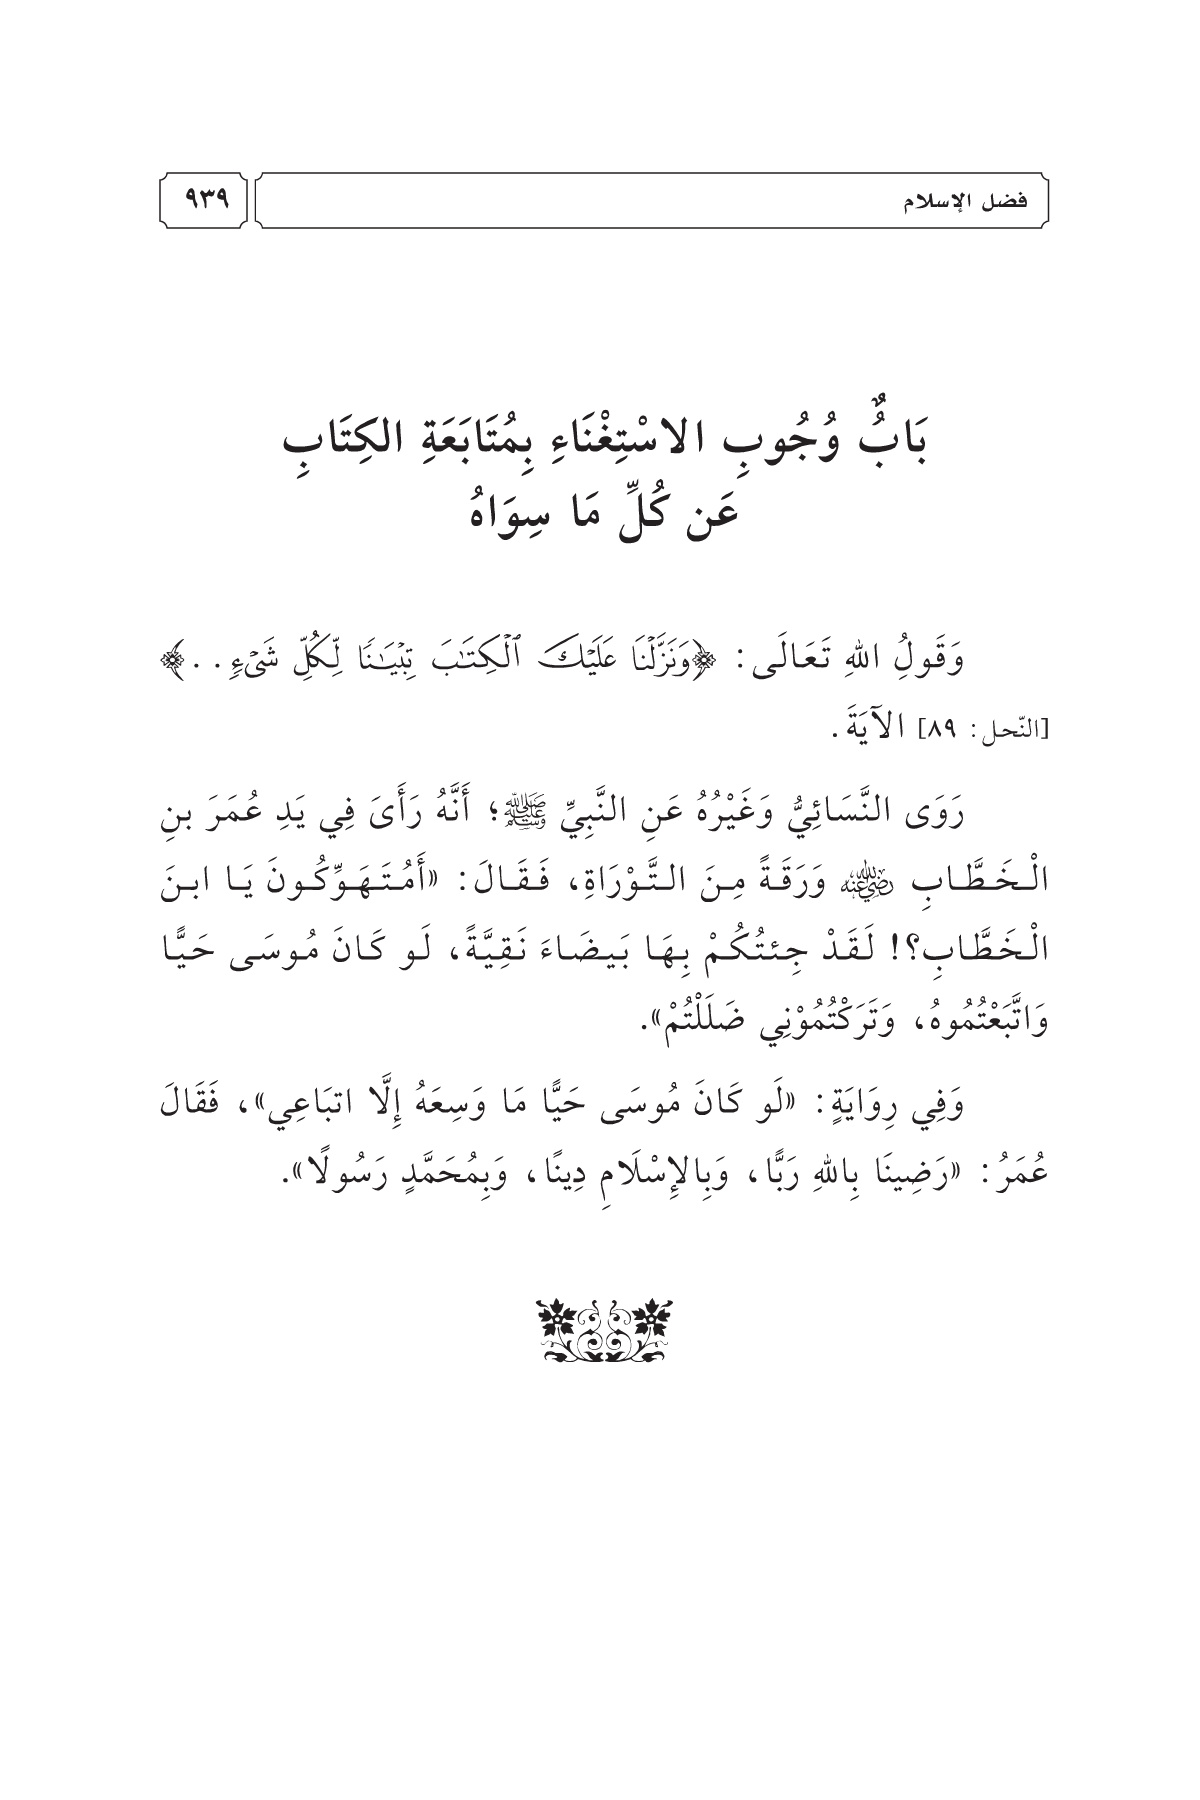 فضل الإسلام
٩٣٩
بَابٌُ وُجُوبِ الاسْتِغْنَاءِ بِمُتَابَعَةِ الكِتَابِ
عَن كُلِّ مَا سِوَاهُ
وَقَولُ اللهِ تَعَالَى: ﴿وَنَزَّلۡنَا عَلَيۡكَ ٱلۡكِتَٰبَ تِبۡيَٰنٗا لِّكُلِّ شَيۡءٖ . .﴾
[النّحل: ٨٩] الآيَةَ.
رَوَى النَّسَائِيُّ وَغَيْرُهُ عَنِ النَّبِيِّ ﷺ؛ أَنَّهُ رَأَىَ فِي يَدِ عُمَرَ بنِ
الْخَطَّابِ رضي الله عنه وَرَقَةً مِنَ التَّوْرَاةِ، فَقَالَ: «أَمُتَهَوِّكُونَ يَا ابنَ
الْخَطَّابِ؟! لَقَدْ جِئتُكُمْ بِهَا بَيضَاءَ نَقِيَّةً، لَو كَانَ مُوسَى حَيًّا
وَاتَّبَعْتُمُوهُ، وَتَرَكْتُمُوْنِي ضَلَلْتُمْ».
وَفِي رِوَايَةٍ: «لَو كَانَ مُوسَى حَيًّا مَا وَسِعَهُ إِلَّا اتبَاعِي»، فَقَالَ
عُمَرُ: «رَضِينَا بِاللهِ رَبًّا، وَبِالإِسْلَامِ دِينًا، وَبِمُحَمَّدٍ رَسُولًا».